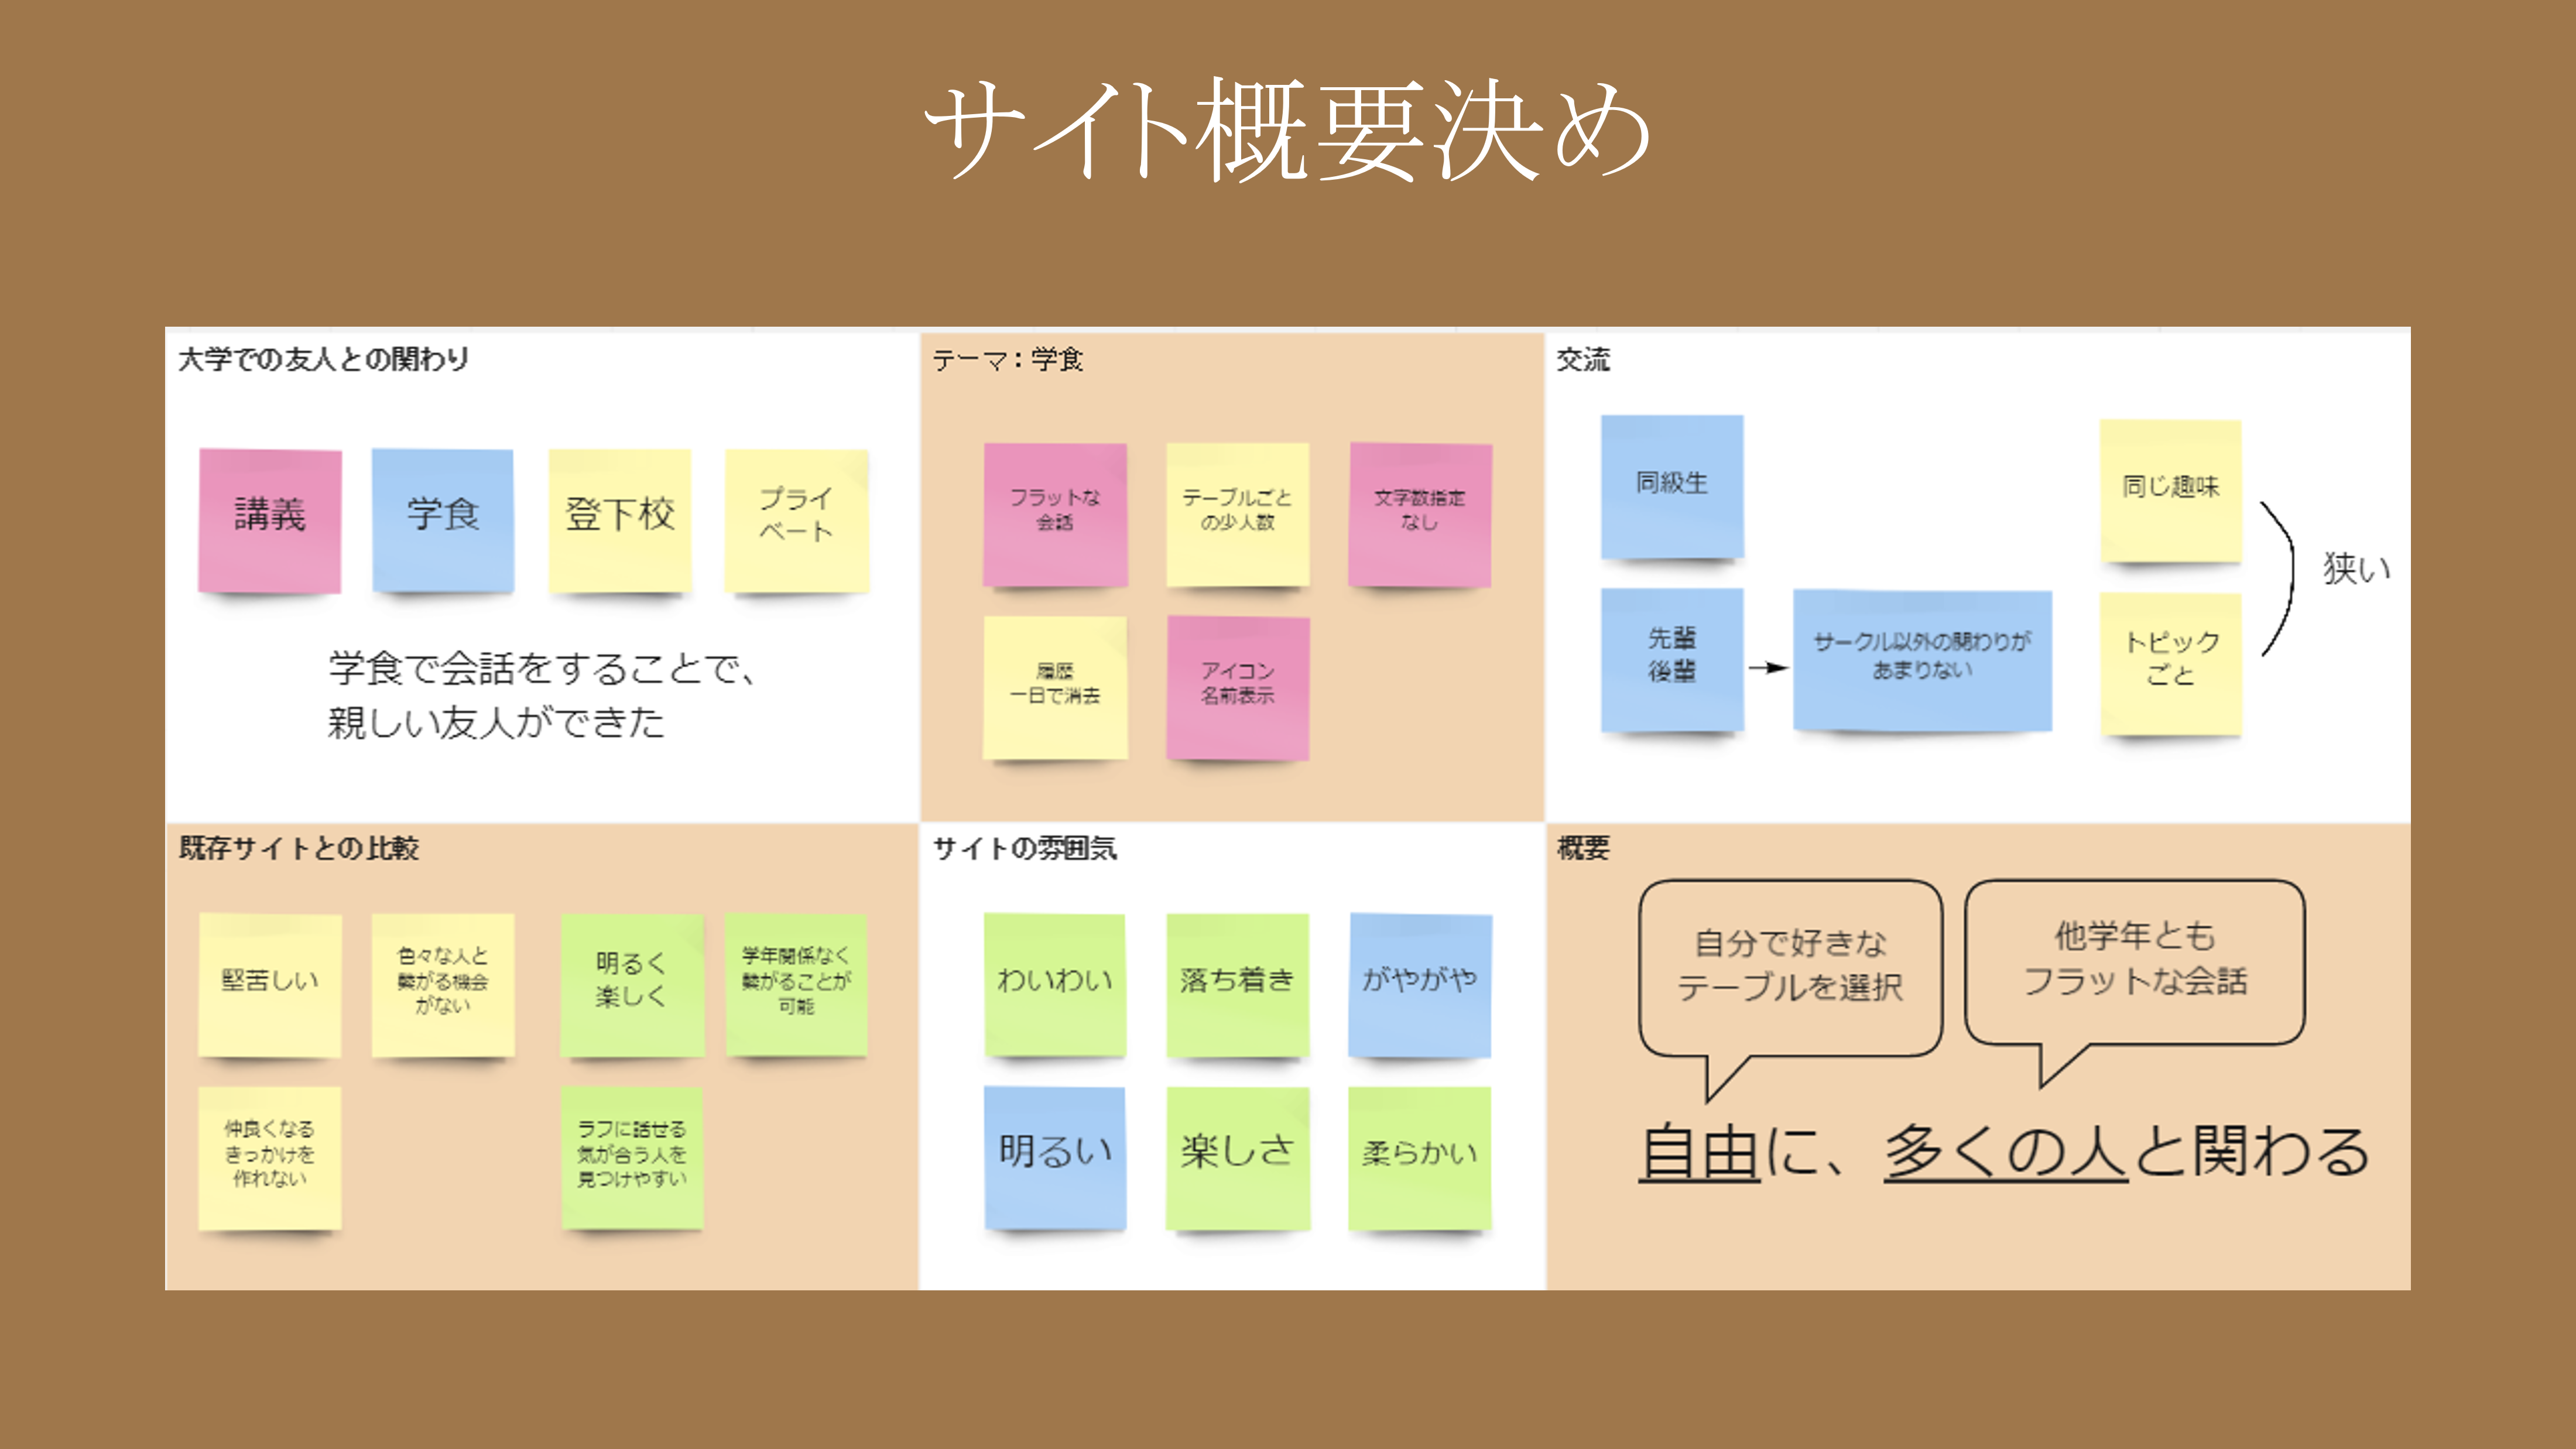 サイト概要決め
大学での友人との関わり
講義
学食
登下校
プライ
ベート
学食で会話をすることで、
親しい友人ができた
テーマ：学食
フラットな
会話
テーブルごと
の少人数
文字数指定
なし
履歴
一日で消去
アイコン
名前表示
交流
同級生
先輩
後輩
サークル以外の関わりが
あまりない
同じ趣味
トピック
ごと
狭い
既存サイトとの比較
堅苦しい
色々な人と
繋がる機会
がない
明るく
楽しく
学年関係なく
繋がることが
可能
仲良くなる
きっかけを
作れない
ラフに話せる
気が合う人を
見つけやすい
サイトの雰囲気
わいわい
落ち着き
がやがや
明るい
楽しさ
柔らかい
概要
自分で好きな
テーブルを選択
他学年とも
フラットな会話
自由に、多くの人と関わる